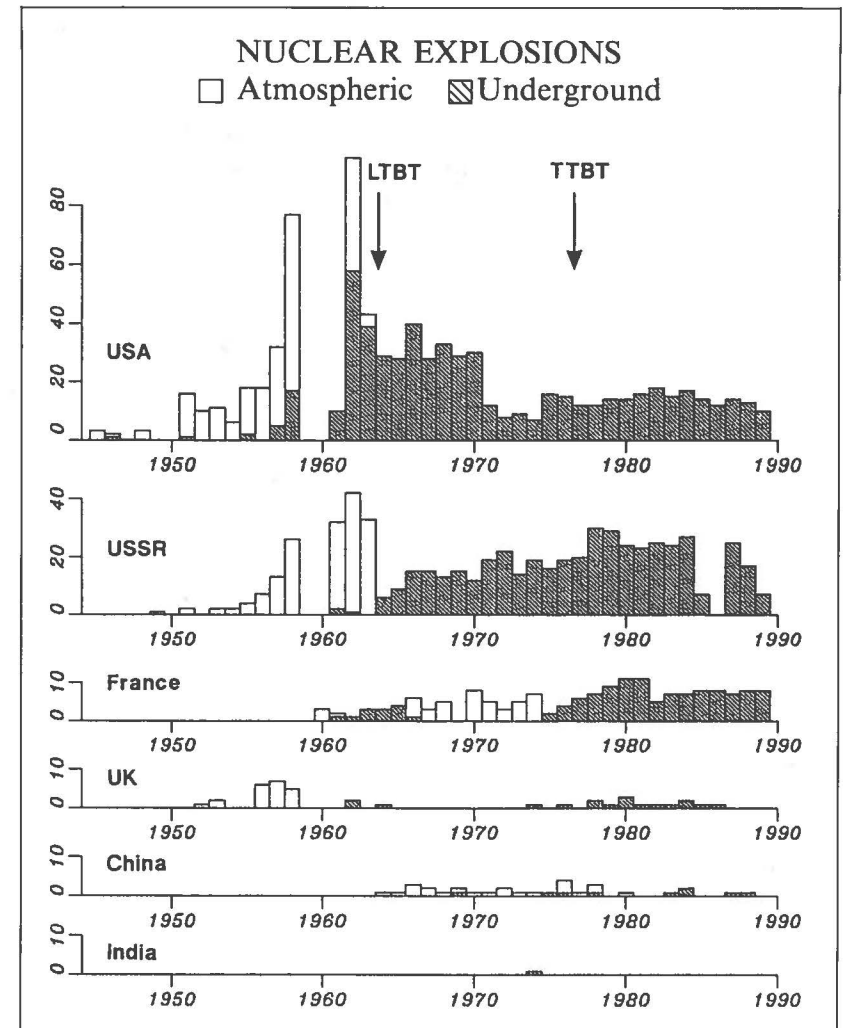 NUCLEAR EXPLOSIONS
Atmospheric Underground
LTBT TTBT
80
60
40
20
0
USA
1950 1960 1970 1980 1990
40
20
0
USSR
1950 1960 1970 1980 1990
10
0
France
1950 1960 1970 1980 1990
10
0
UK
1950 1960 1970 1980 1990
10
0
China
1950 1960 1970 1980 1990
10
0
India
1950 1960 1970 1980 1990